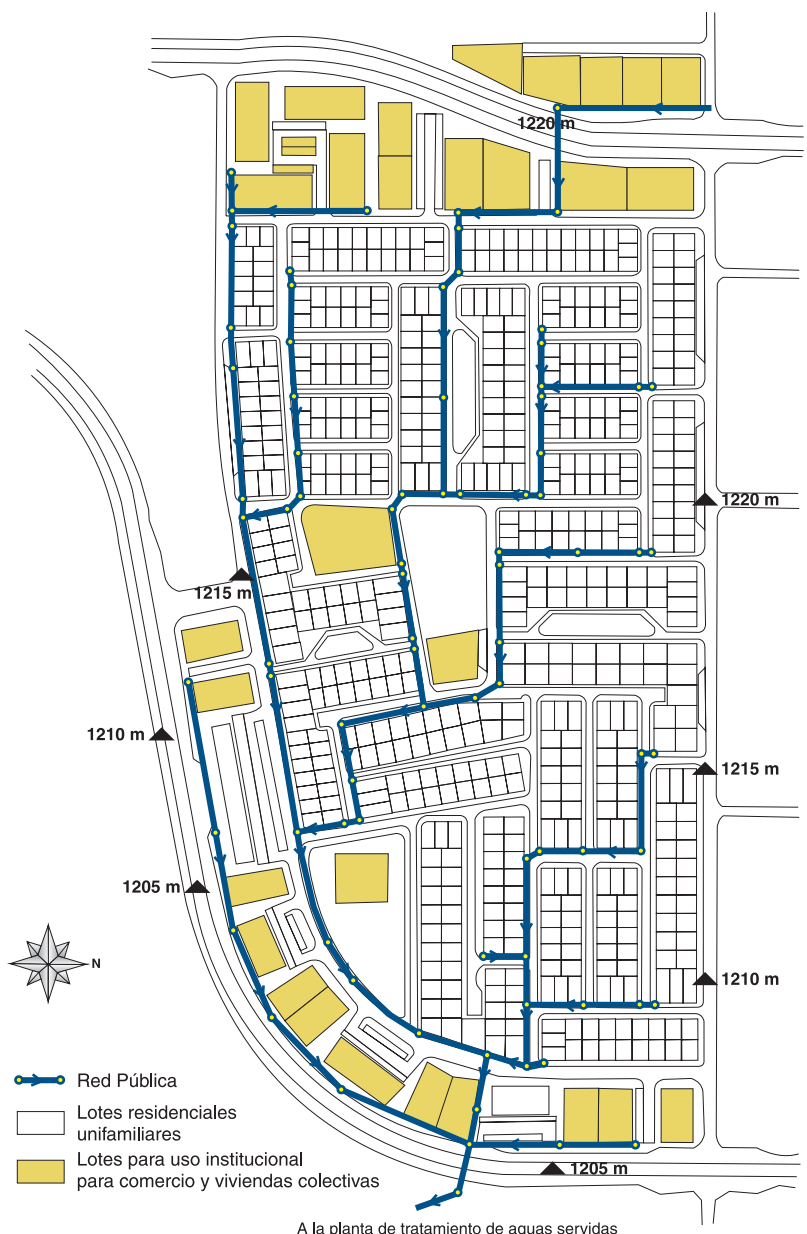 1220 m
1220 m
1215 m
1210 m
1215 m
1205 m
N
1210 m
Red Pública
Lotes residenciales
unifamiliares
Lotes para uso institucional
para comercio y viviendas colectivas
1205 m
A la planta de tratamiento de aguas servidas